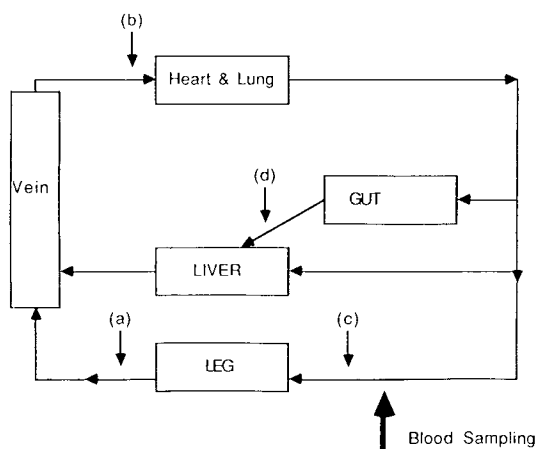 (b)
Heart & Lung
Vein
(d)
GUT
LIVER
(a)
(c)
LEG
Blood Sampling